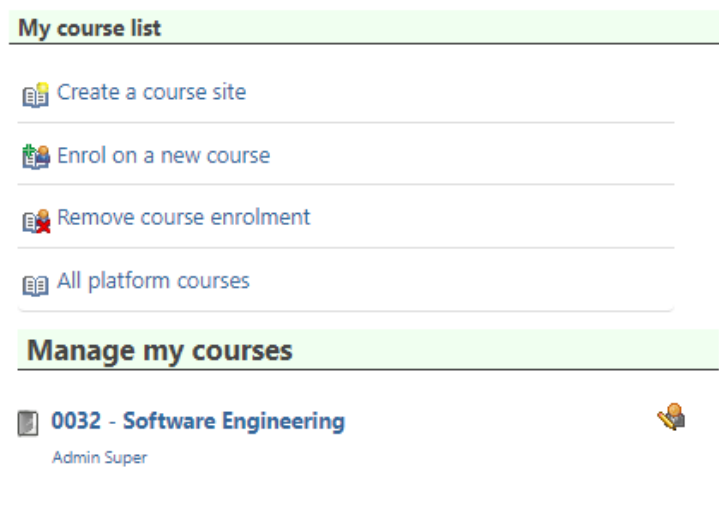 My course list
Create a course site
Enrol on a new course
Remove course enrolment
All platform courses
Manage my courses
0032 - Software Engineering
Admin Super